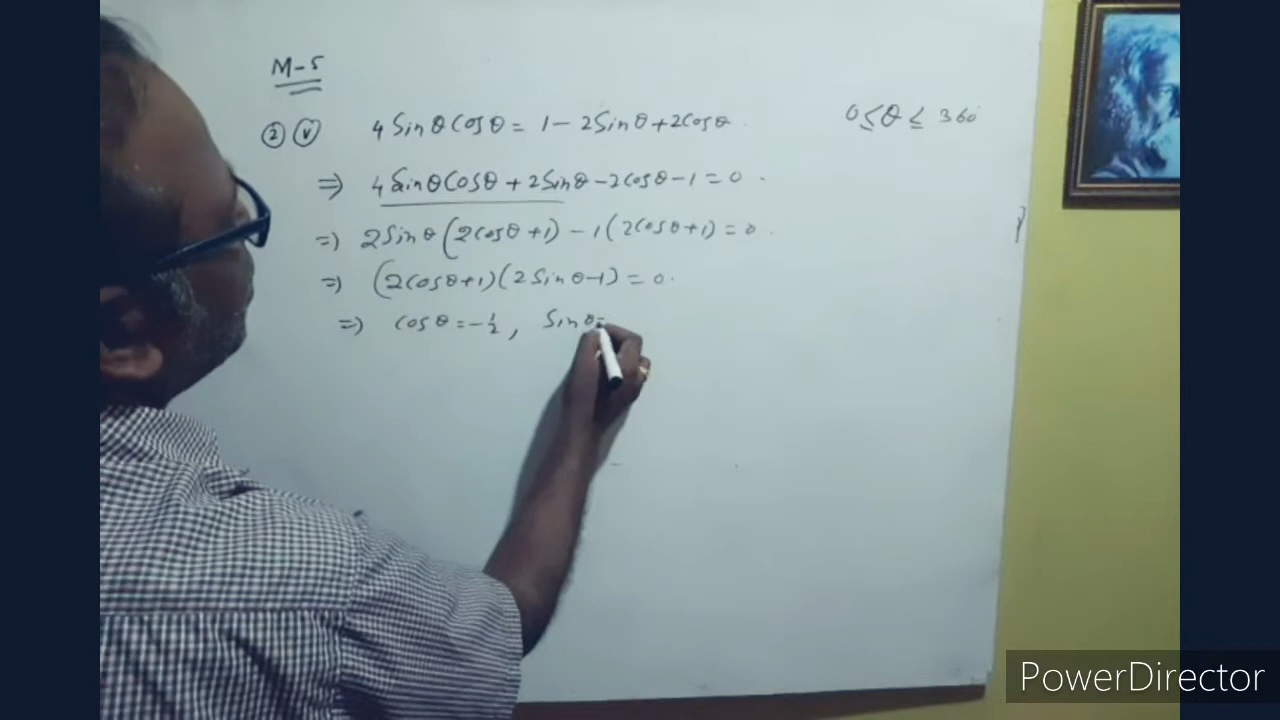 M-5
② Ⓥ 4 Sin θ Cos θ = 1 - 2 Sin θ + 2 Cos θ 0 ≤ θ ≤ 360
⇒ 4 Sin θ Cos θ + 2 Sin θ - 2 Cos θ - 1 = 0 .
⇒ 2 Sin θ (2 Cos θ + 1) - 1 (2 Cos θ + 1) = 0 .
⇒ (2 Cos θ + 1) (2 Sin θ - 1) = 0 .
⇒ Cos θ = - 1/2 , Sin θ =
PowerDirector